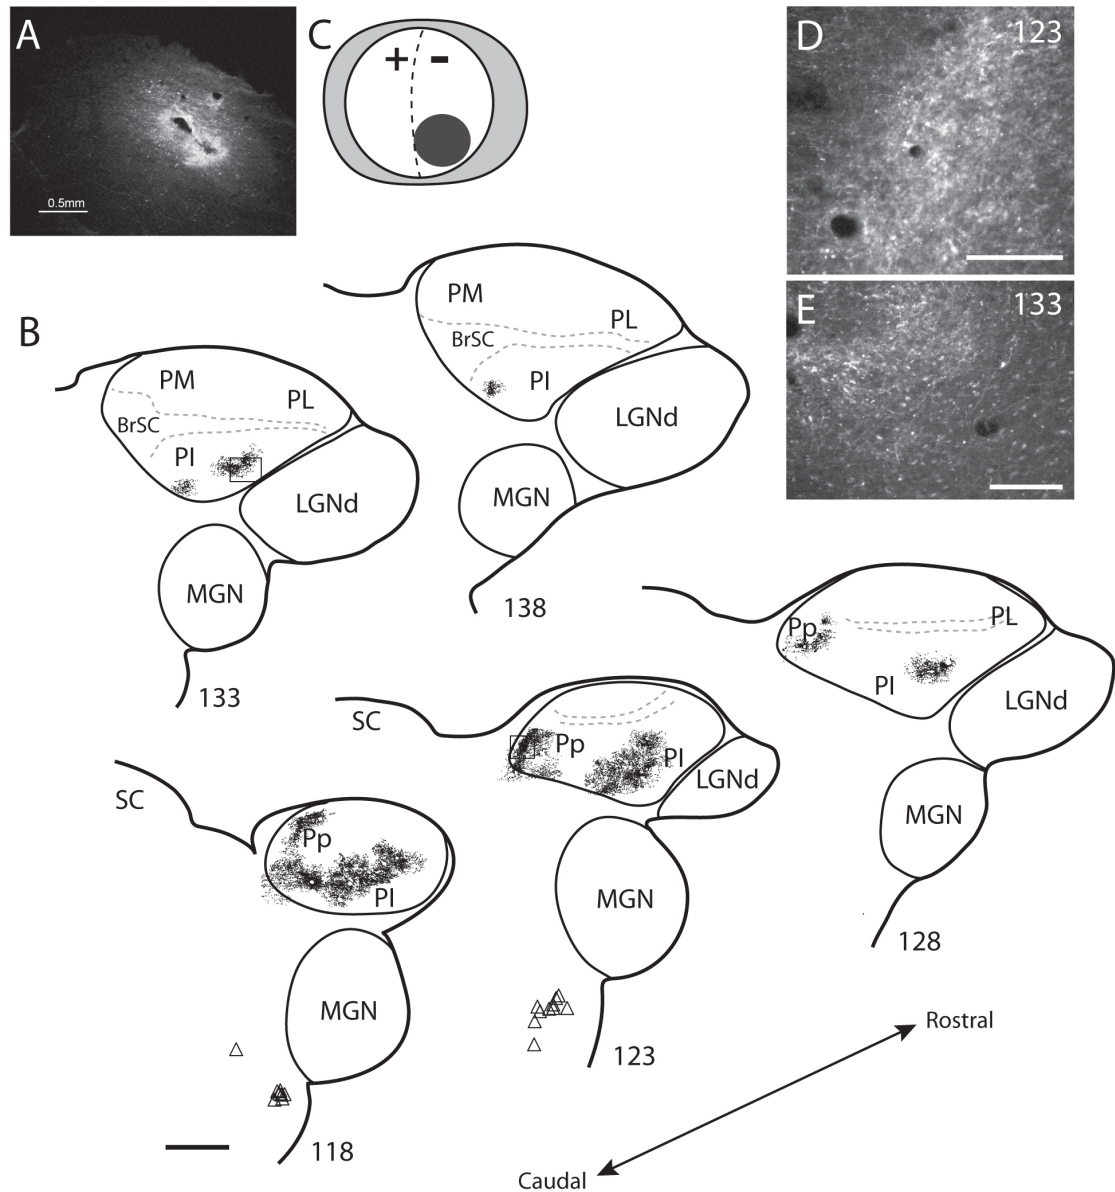 A
0.5mm
C
+ -
D
123
E
133
B
PM
PL
BrSC
PI
LGNd
MGN
133
PM
PL
BrSC
PI
LGNd
MGN
138
Pp
PL
PI
LGNd
MGN
128
SC
Pp
PI
LGNd
MGN
123
SC
Pp
PI
MGN
118
Rostral
Caudal